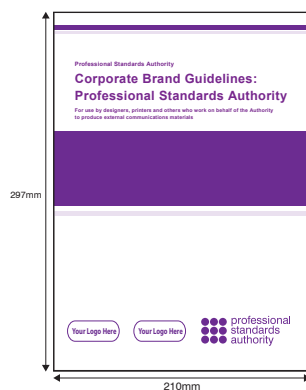 Professional Standards Authority
Corporate Brand Guidelines:
Professional Standards Authority
For use by designers, printers and others who work on behalf of the Authority
to produce external communications materials
297mm
Your Logo Here
Your Logo Here
professional
standards
authority
210mm